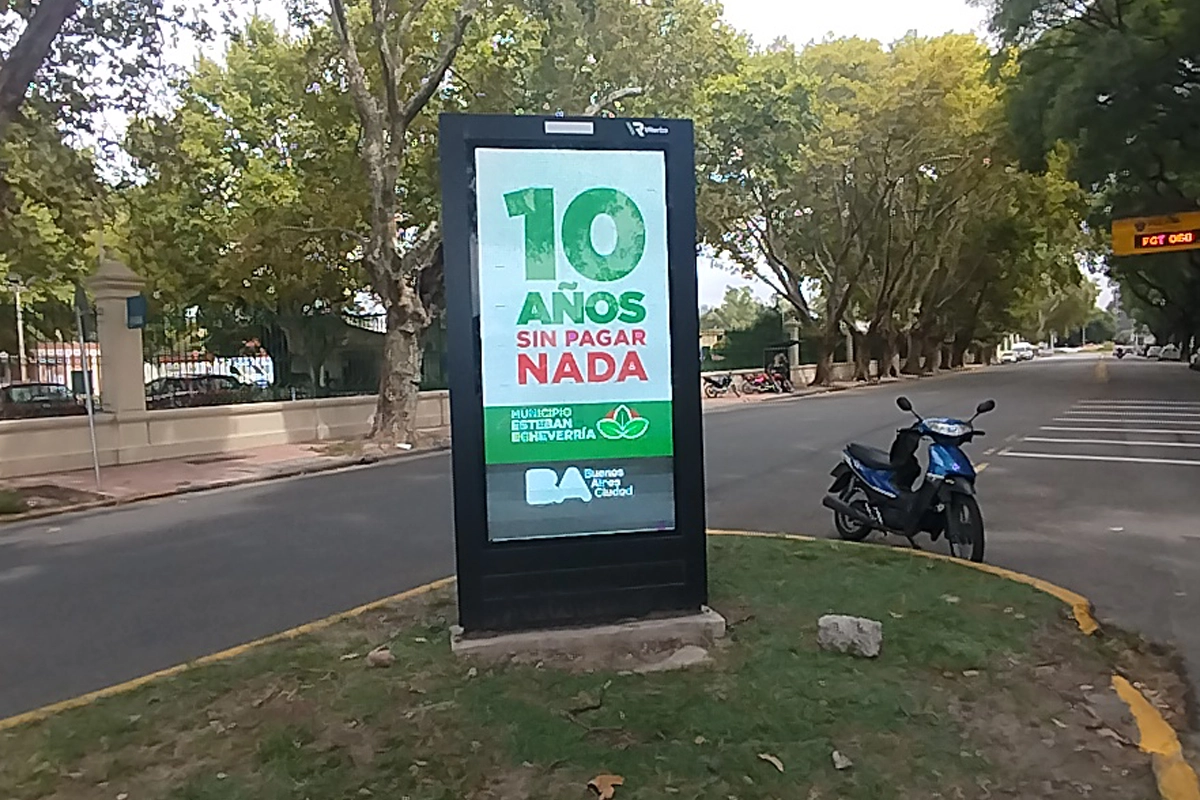 10
AÑOS
SIN PAGAR
NADA
MUNICIPIO
ESTEBAN
ECHEVERRÍA
BA
Buenos
Aires
Ciudad